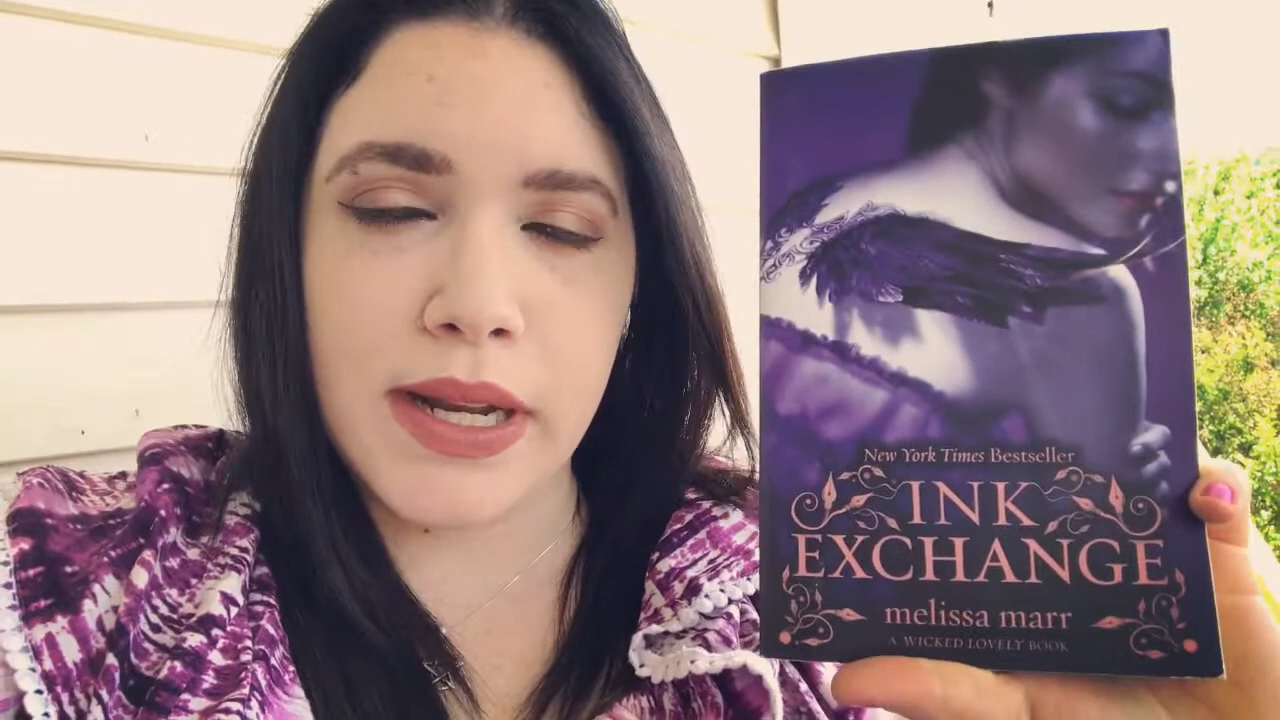 New York Times Bestseller
INK
EXCHANGE
melissa marr
A WICKED LOVELY BOOK